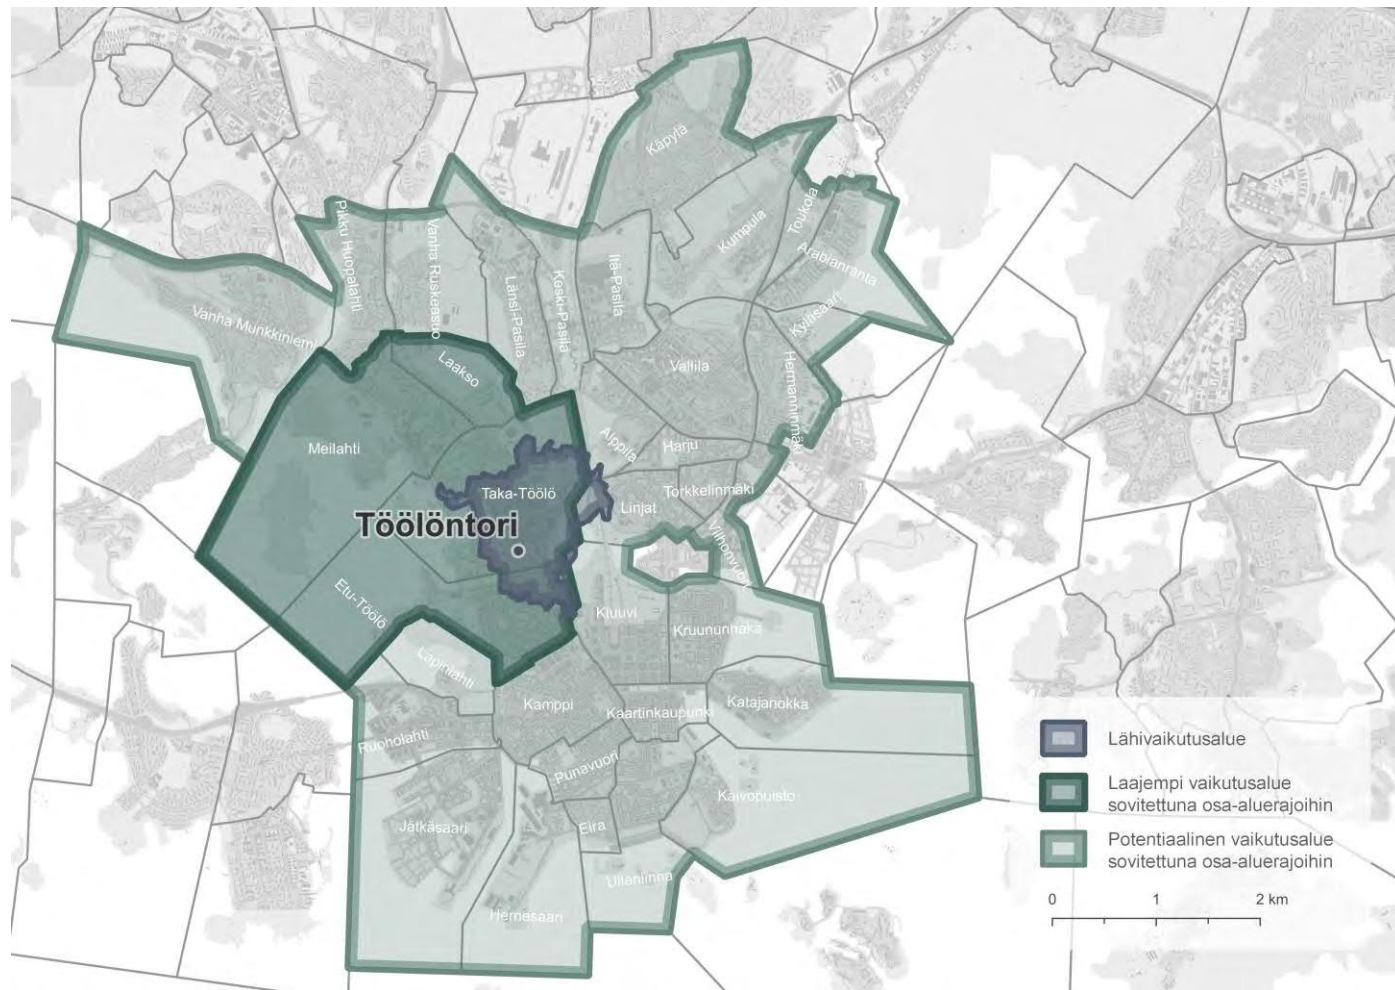 Käpylä
Kumpula
Toukola
Arabianranta
Kyläsaari
Pikku Huopalahti
Vanha Ruskeasuo
Länsi-Pasila
Keski-Pasila
Itä-Pasila
Vanha Munkkiniemi
Vallila
Hermanninmäki
Laakso
Meilahti
Alppila
Harju
Taka-Töölö
Torkkelinmäki
Linjat
Töölöntori
Vilhonvuori
Etu-Töölö
Kluuvi
Kruununhaka
Lapinlahti
Kamppi
Kaartinkaupunki
Katajanokka
Ruoholahti
Punavuori
Kaivopuisto
Jätkäsaari
Eira
Ullanlinna
Hernesaari
Lähivaikutusalue
Laajempi vaikutusalue
sovitettuna osa-aluerajoihin
Potentiaalinen vaikutusalue
sovitettuna osa-aluerajoihin
0 1 2 km